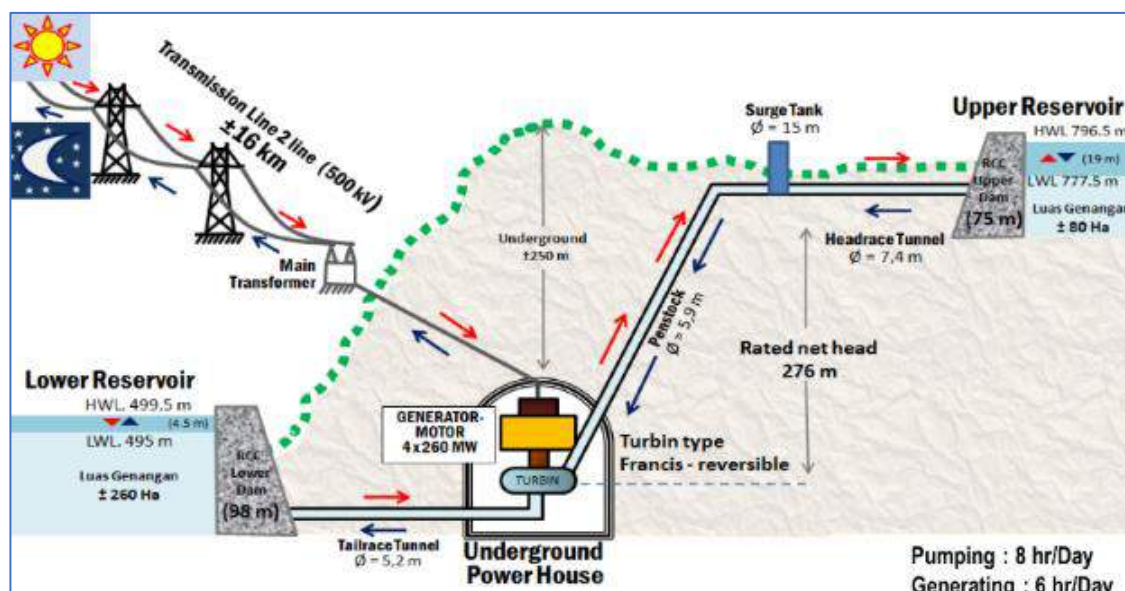 Transmission Line 2 line (500 kV)
±16 km
Main
Transformer
Underground
±250 m
Surge Tank
Ø = 15 m
Upper Reservoir
HWL 796.5 m
(19 m)
LWL 777.5 m
RCC
Upper
Dam
(75 m)
Luas Genangan
± 80 Ha
Headrace Tunnel
Ø = 7,4 m
Penstock
Ø = 5,9 m
Rated net head
276 m
Lower Reservoir
HWL. 499.5 m
(4.5 m)
LWL. 495 m
Luas Genangan
± 260 Ha
RCC
Lower
Dam
(98 m)
GENERATOR-
MOTOR
4x260 MW
TURBIN
Turbin type
Francis - reversible
Tailrace Tunnel
Ø = 5,2 m
Underground
Power House
Pumping : 8 hr/Day
Generating : 6 hr/Day